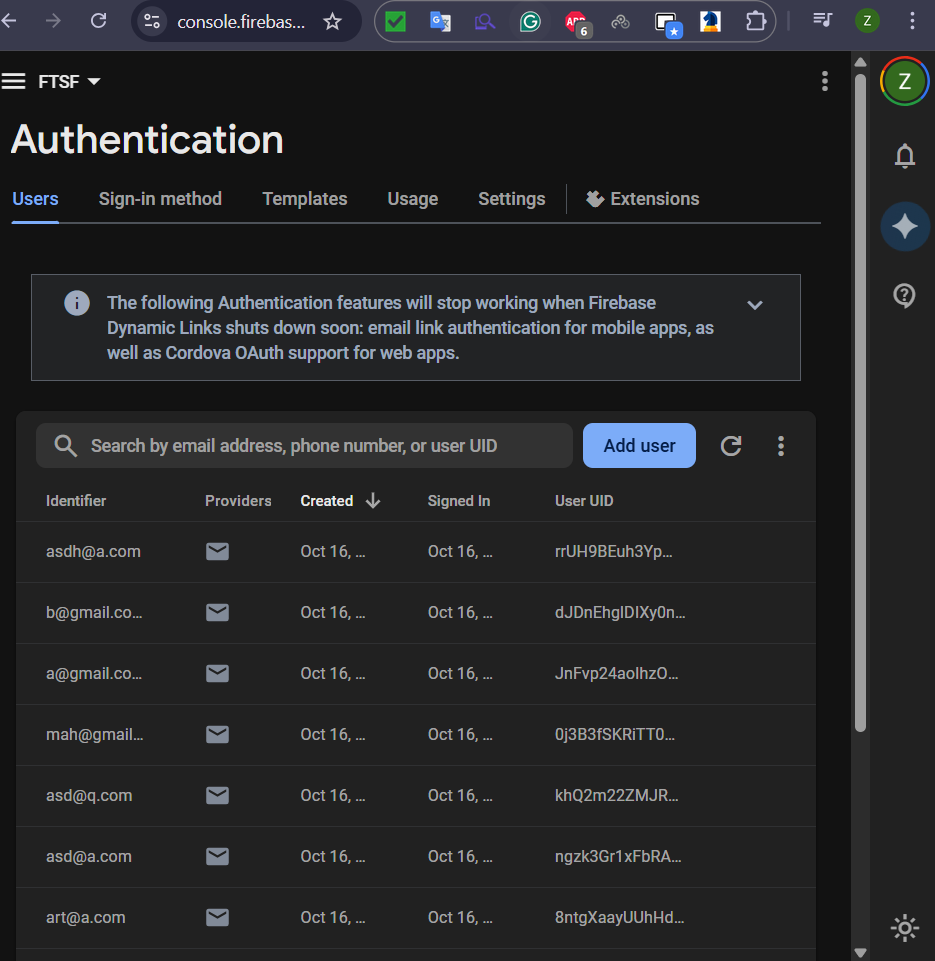 console.firebas...
6
Z
FTSF
Z
Authentication
Users
Sign-in method
Templates
Usage
Settings
Extensions
The following Authentication features will stop working when Firebase
Dynamic Links shuts down soon: email link authentication for mobile apps, as
well as Cordova OAuth support for web apps.
Search by email address, phone number, or user UID
Add user
Identifier Providers Created Signed In User UID
asdh@a.com Oct 16, ... Oct 16, ... rrUH9BEuh3Yp...
b@gmail.co... Oct 16, ... Oct 16, ... dJDnEhgIDIXy0n...
a@gmail.co... Oct 16, ... Oct 16, ... JnFvp24aolhzO...
mah@gmail... Oct 16, ... Oct 16, ... 0j3B3fSKRiTT0...
asd@q.com Oct 16, ... Oct 16, ... khQ2m22ZMJR...
asd@a.com Oct 16, ... Oct 16, ... ngzk3Gr1xFbRA...
art@a.com Oct 16, ... Oct 16, ... 8ntgXaayUUhHd...